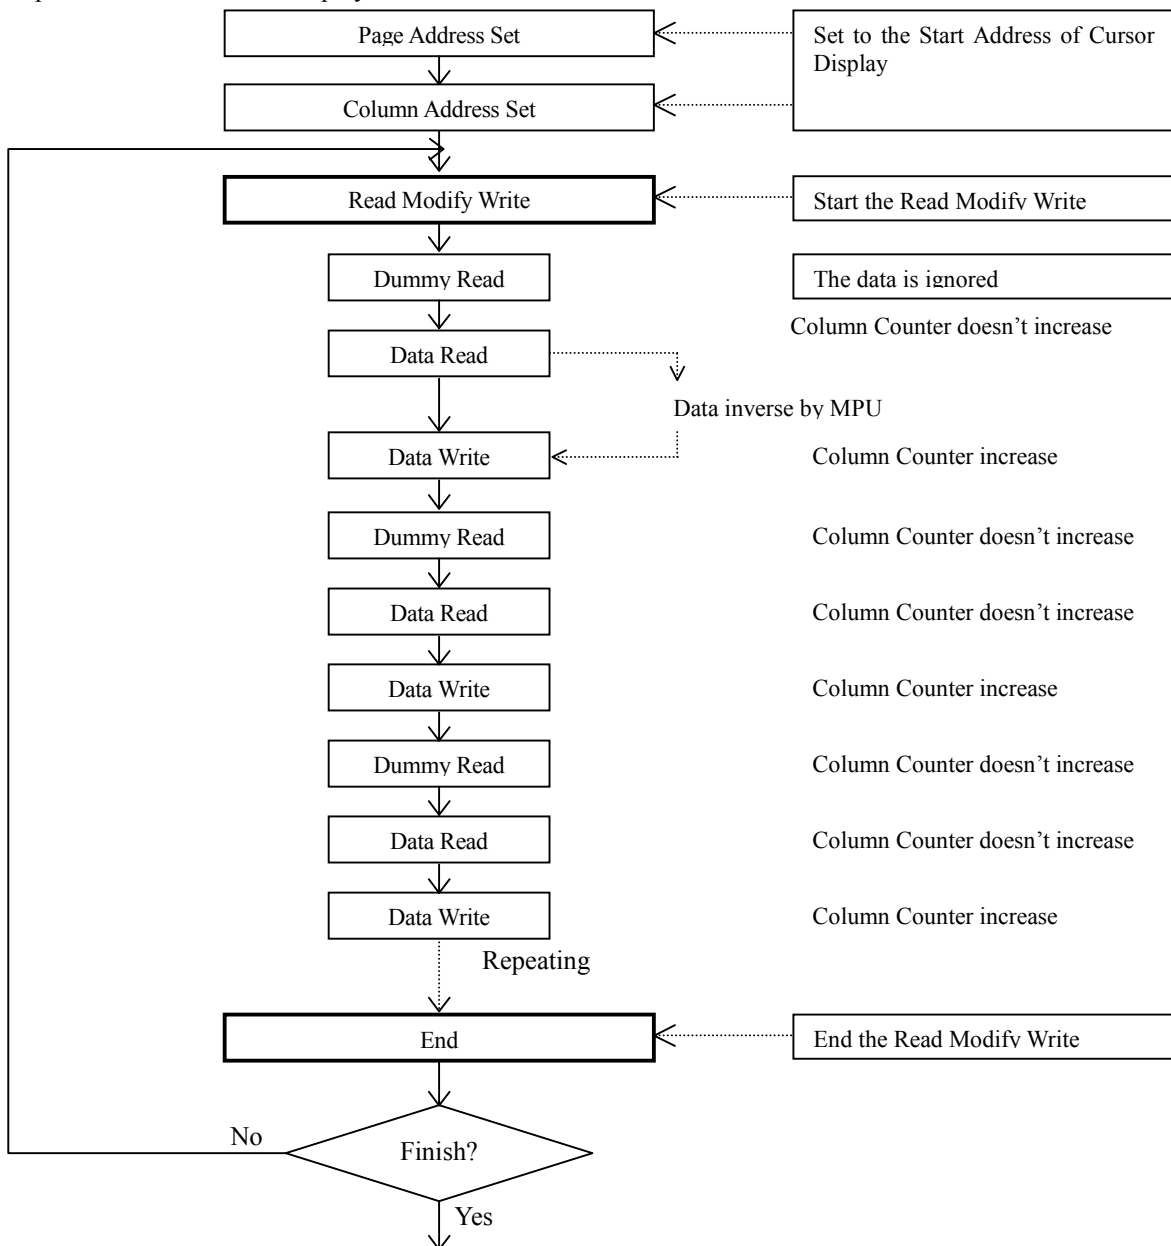 Page Address Set
Set to the Start Address of Cursor
Display
Column Address Set
Read Modify Write
Start the Read Modify Write
Dummy Read
The data is ignored
Column Counter doesn't increase
Data Read
Data inverse by MPU
Data Write
Column Counter increase
Dummy Read
Column Counter doesn't increase
Data Read
Column Counter doesn't increase
Data Write
Column Counter increase
Dummy Read
Column Counter doesn't increase
Data Read
Column Counter doesn't increase
Data Write
Column Counter increase
Repeating
End
End the Read Modify Write
No
Finish?
Yes